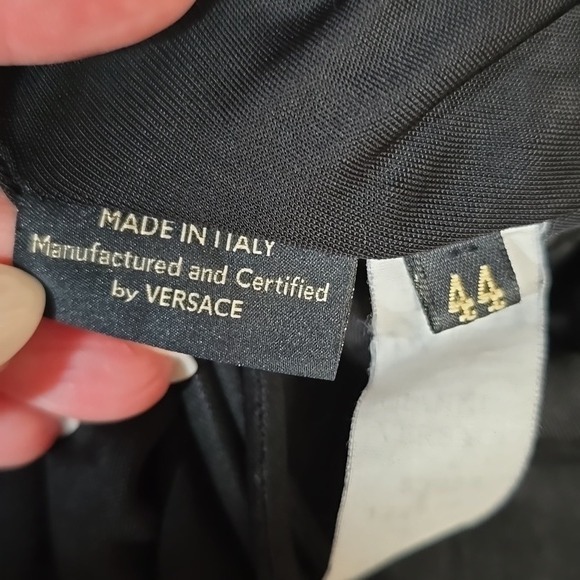 MADE IN ITALY
Manufactured and Certified
by VERSACE
44